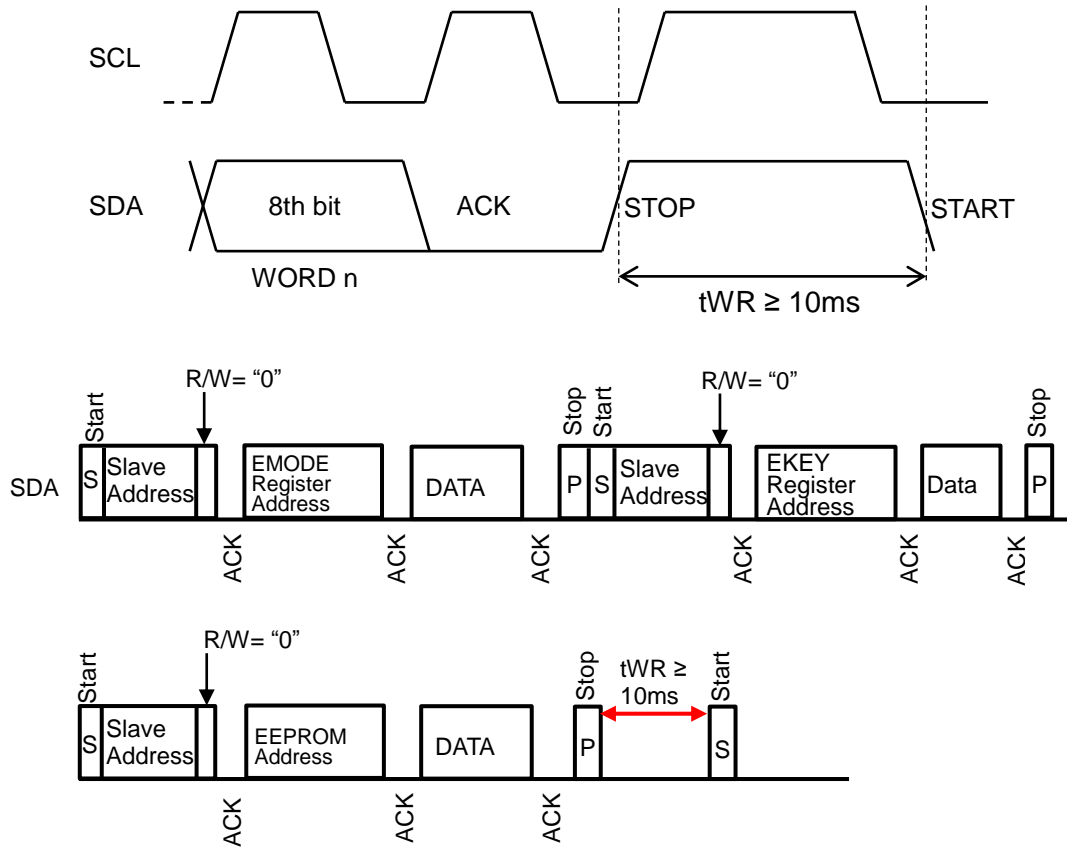 SCL
SDA
8th bit
ACK
STOP
START
WORD n
tWR ≥ 10ms
R/W= “0”
R/W= “0”
Start
Stop
Start
Stop
SDA
S
Slave
Address
EMODE
Register
Address
DATA
P
S
Slave
Address
EKEY
Register
Address
Data
P
ACK
ACK
ACK
ACK
ACK
ACK
R/W= “0”
Start
Stop
tWR ≥
10ms
Start
S
Slave
Address
EEPROM
Address
DATA
P
S
ACK
ACK
ACK